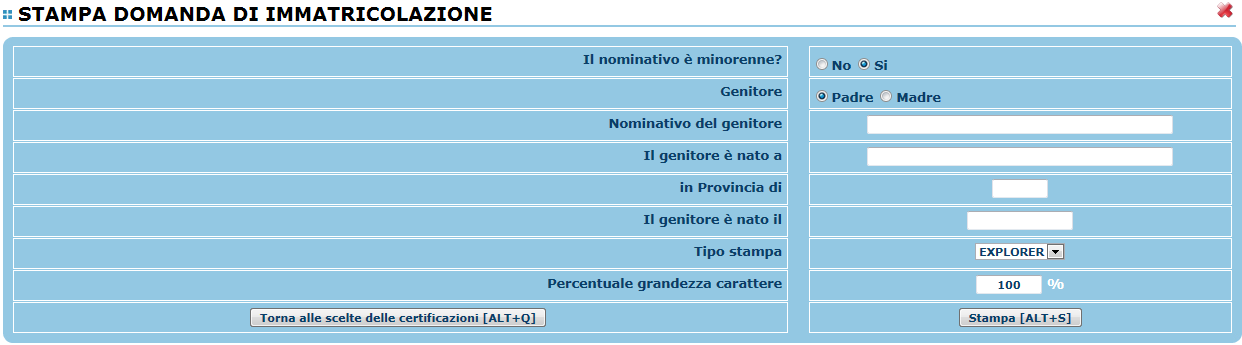 STAMPA DOMANDA DI IMMATRICOLAZIONE
Il nominativo è minorenne? No Si
Genitore Padre Madre
Nominativo del genitore
Il genitore è nato a
in Provincia di
Il genitore è nato il
Tipo stampa EXPLORER
Percentuale grandezza carattere 100 %
Torna alle scelte delle certificazioni [ALT+Q] Stampa [ALT+S]